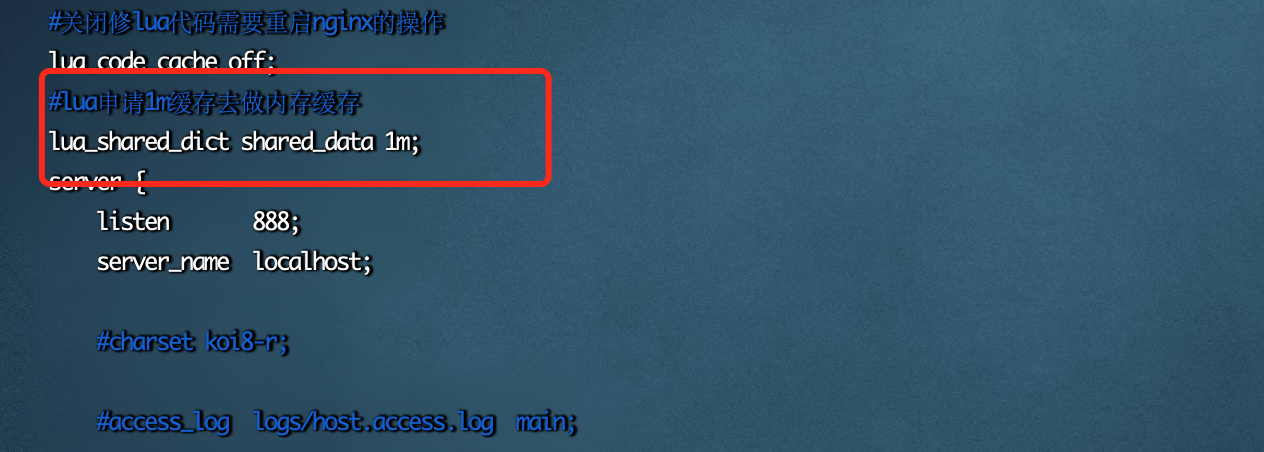 #关闭修lua代码需要重启nginx的操作
lua_code_cache off;
#lua申请1m缓存去做内存缓存
lua_shared_dict shared_data 1m;
server {
listen 888;
server_name localhost;
#charset koi8-r;
#access_log logs/host.access.log main;